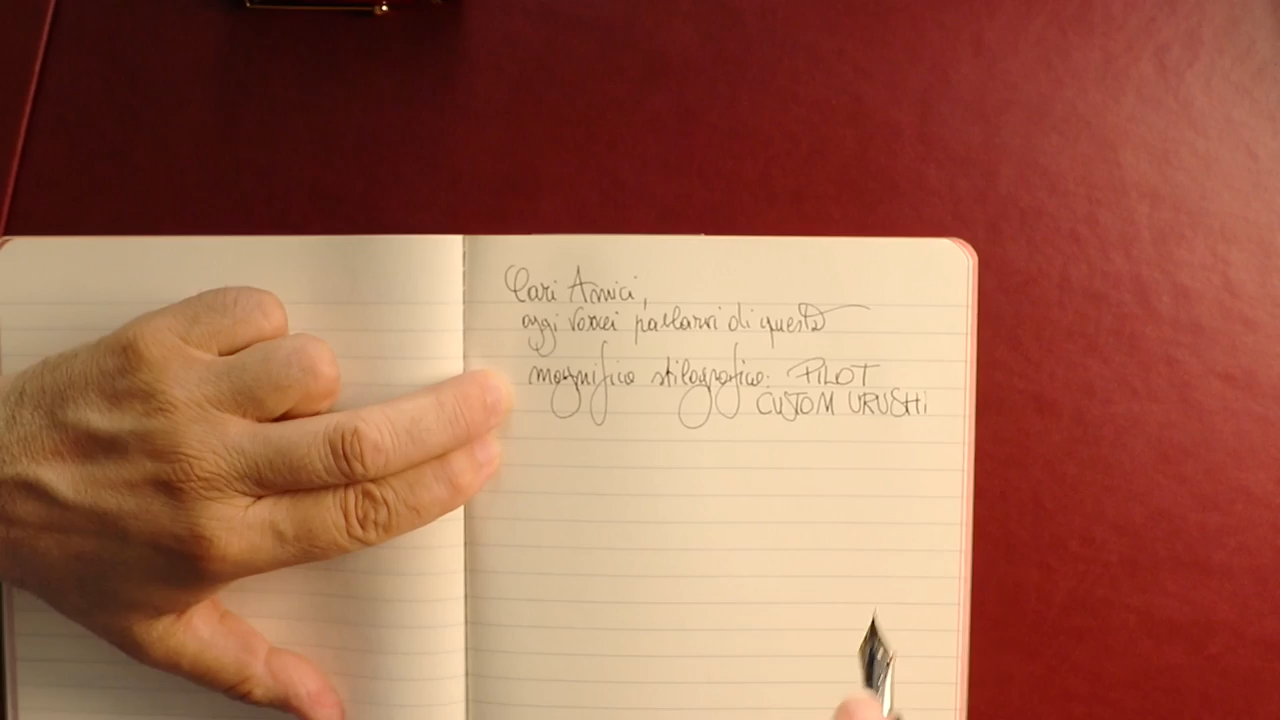 Cari Amici,
oggi vorrei parlarvi di questa
magnifica stilografica: PILOT
CUSTOM URUSHI